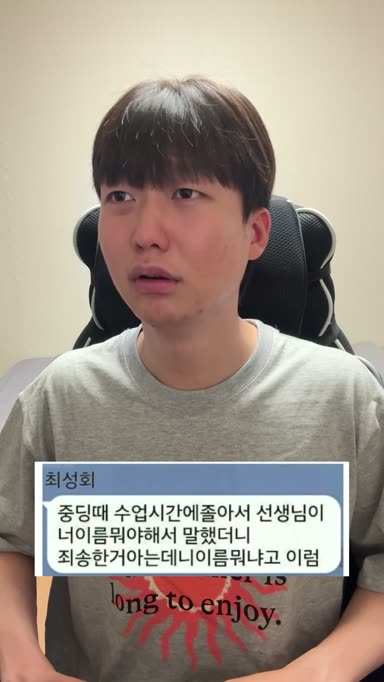 최성회
중딩때 수업시간에졸아서 선생님이
너이름뭐야해서 말했더니
죄송한거아는데니이름뭐냐고 이럼
is
long to enjoy.